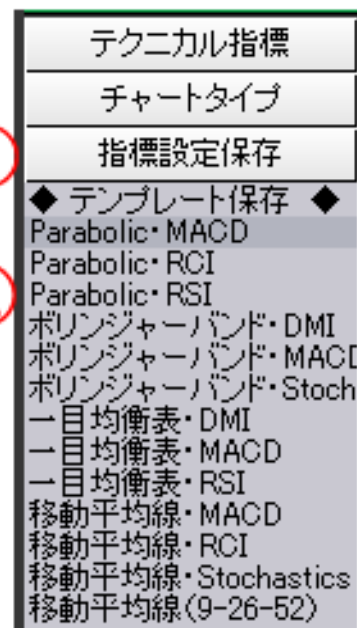 テクニカル指標
チャートタイプ
指標設定保存
◆ テンプレート保存 ◆
Parabolic・MACD
Parabolic・RCI
Parabolic・RSI
ボリンジャーバンド・DMI
ボリンジャーバンド・MACD
ボリンジャーバンド・Stoch
一目均衡表・DMI
一目均衡表・MACD
一目均衡表・RSI
移動平均線・MACD
移動平均線・RCI
移動平均線・Stochastics
移動平均線(9-26-52)